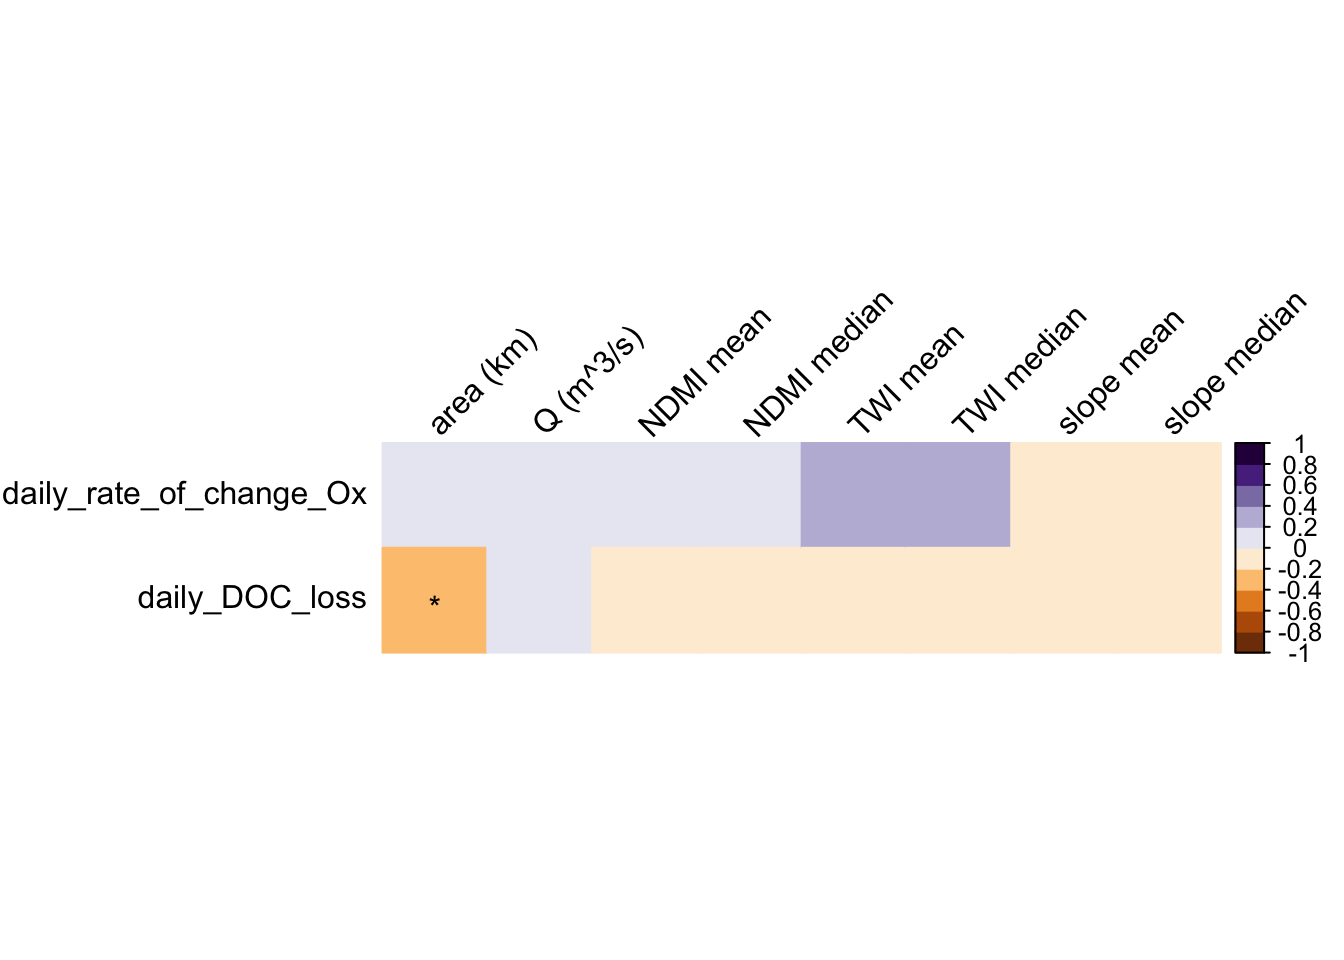 area (km)
Q (m^3/s)
NDMI mean
NDMI median
TWI mean
TWI median
slope mean
slope median
daily_rate_of_change_Ox
daily_DOC_loss
*
1
0.8
0.6
0.4
0.2
0
-0.2
-0.4
-0.6
-0.8
-1